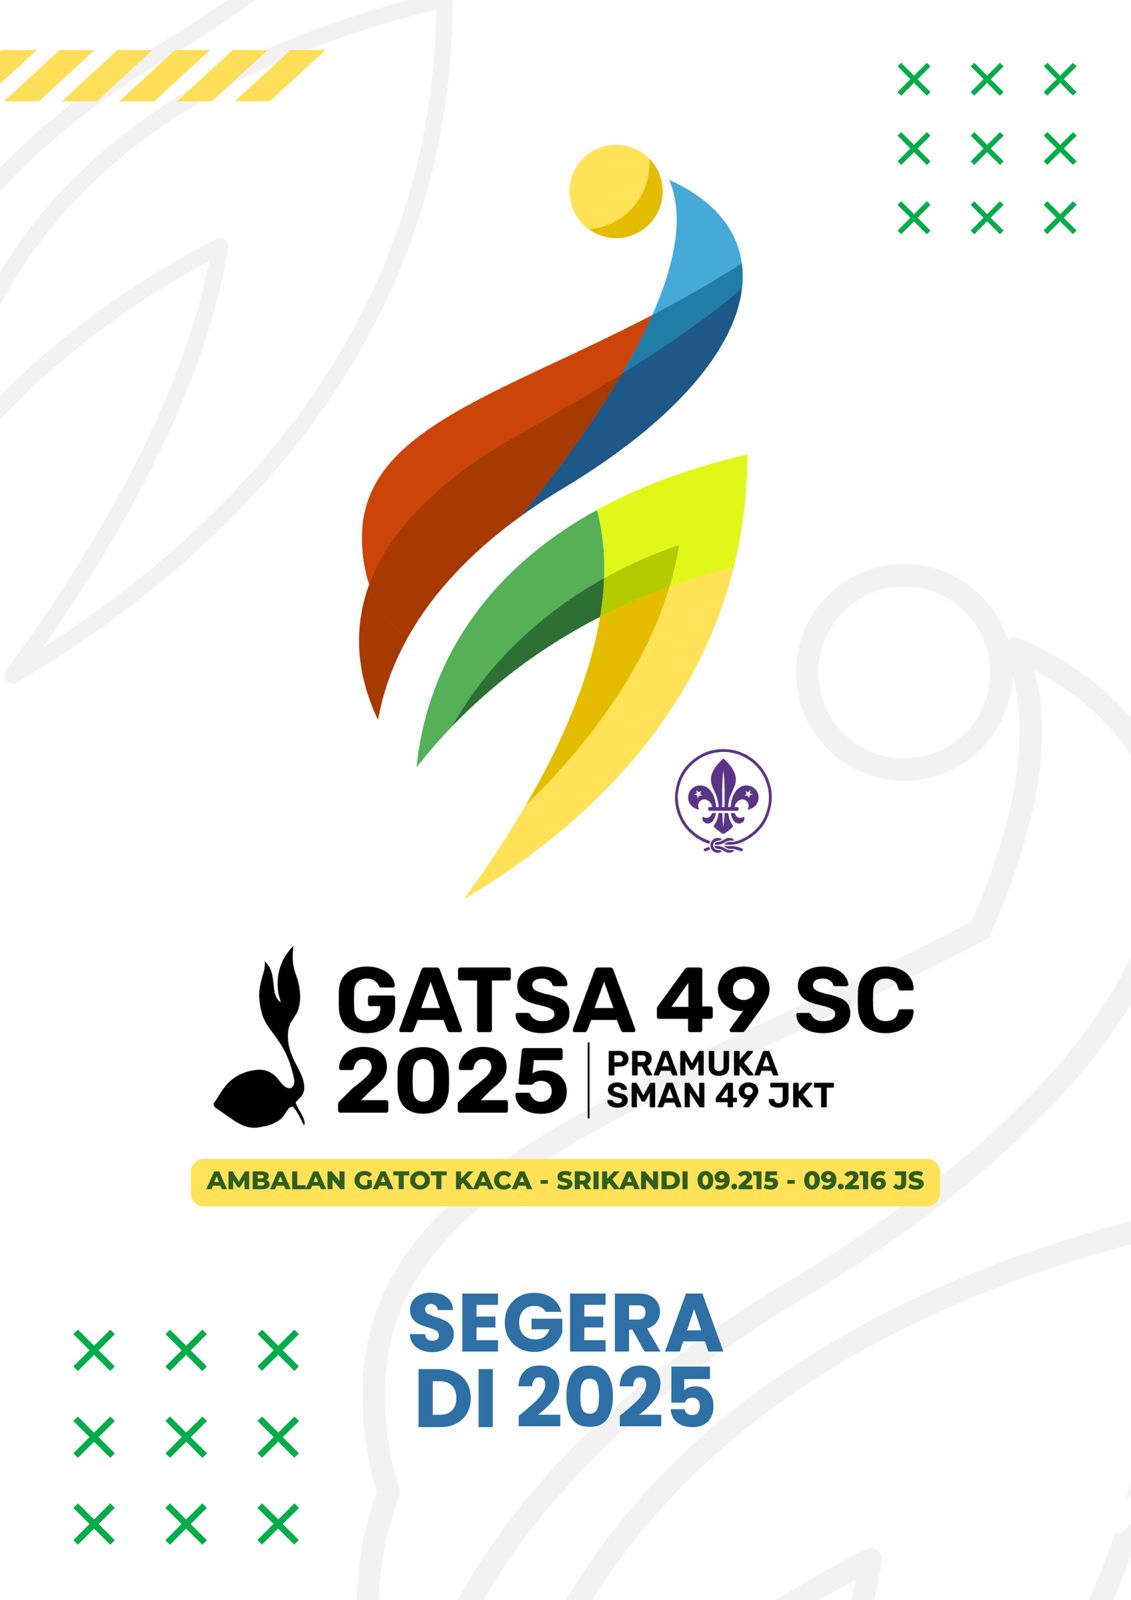 GATSA 49 SC
2025
PRAMUKA
SMAN 49 JKT
AMBALAN GATOT KACA - SRIKANDI 09.215 - 09.216 JS
SEGERA
DI 2025